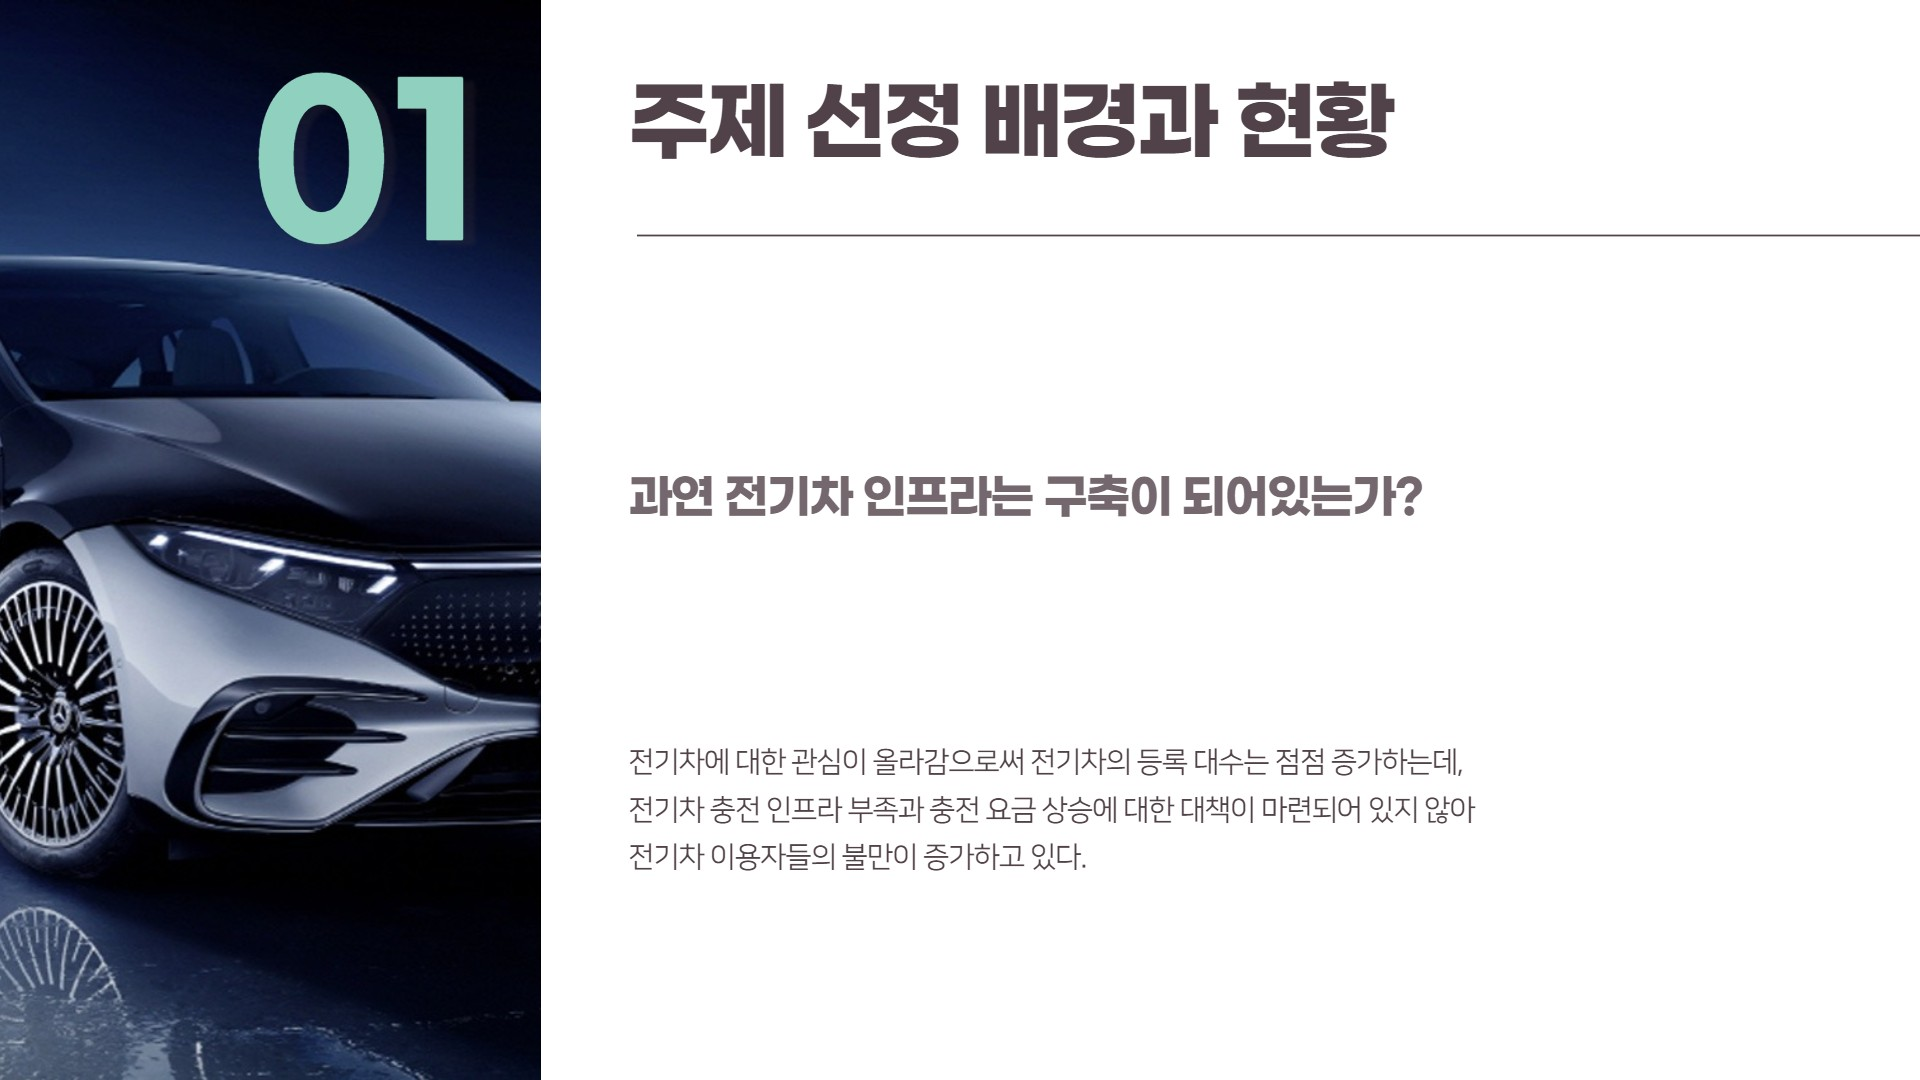 01
주제 선정 배경과 현황
과연 전기차 인프라는 구축이 되어있는가?
전기차에 대한 관심이 올라감으로써 전기차의 등록 대수는 점점 증가하는데,
전기차 충전 인프라 부족과 충전 요금 상승에 대한 대책이 마련되어 있지 않아
전기차 이용자들의 불만이 증가하고 있다.